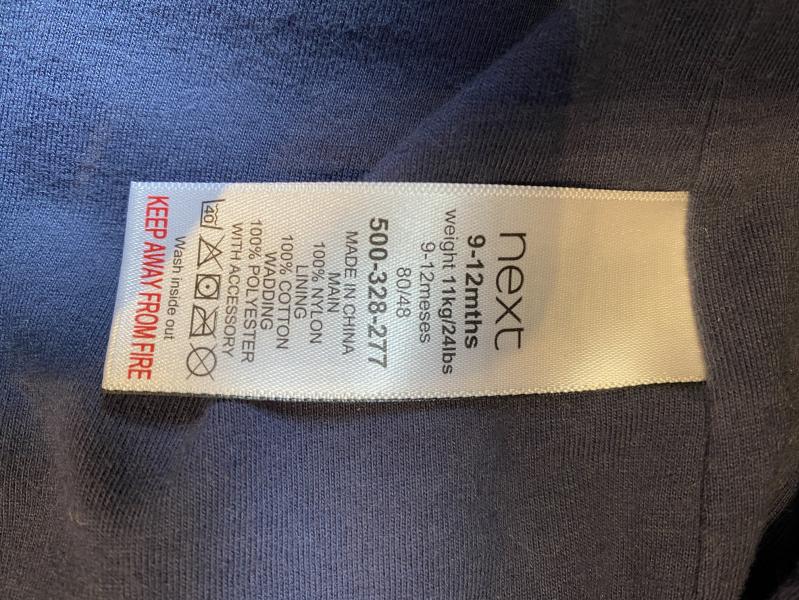 next
9-12mths
weight 11kg/24lbs
9-12meses
80/48
500-328-277
MADE IN CHINA
MAIN
100% NYLON
LINING
100% COTTON
WADDING
100% POLYESTER
WITH ACCESSORY
40
Wash inside out
KEEP AWAY FROM FIRE